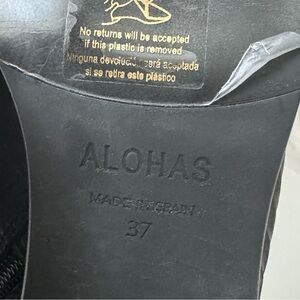 No returns will be accepted
if this plastic is removed
Ninguna devolución será aceptada
si se retira este plástico
ALOHAS
MADE IN SPAIN
37